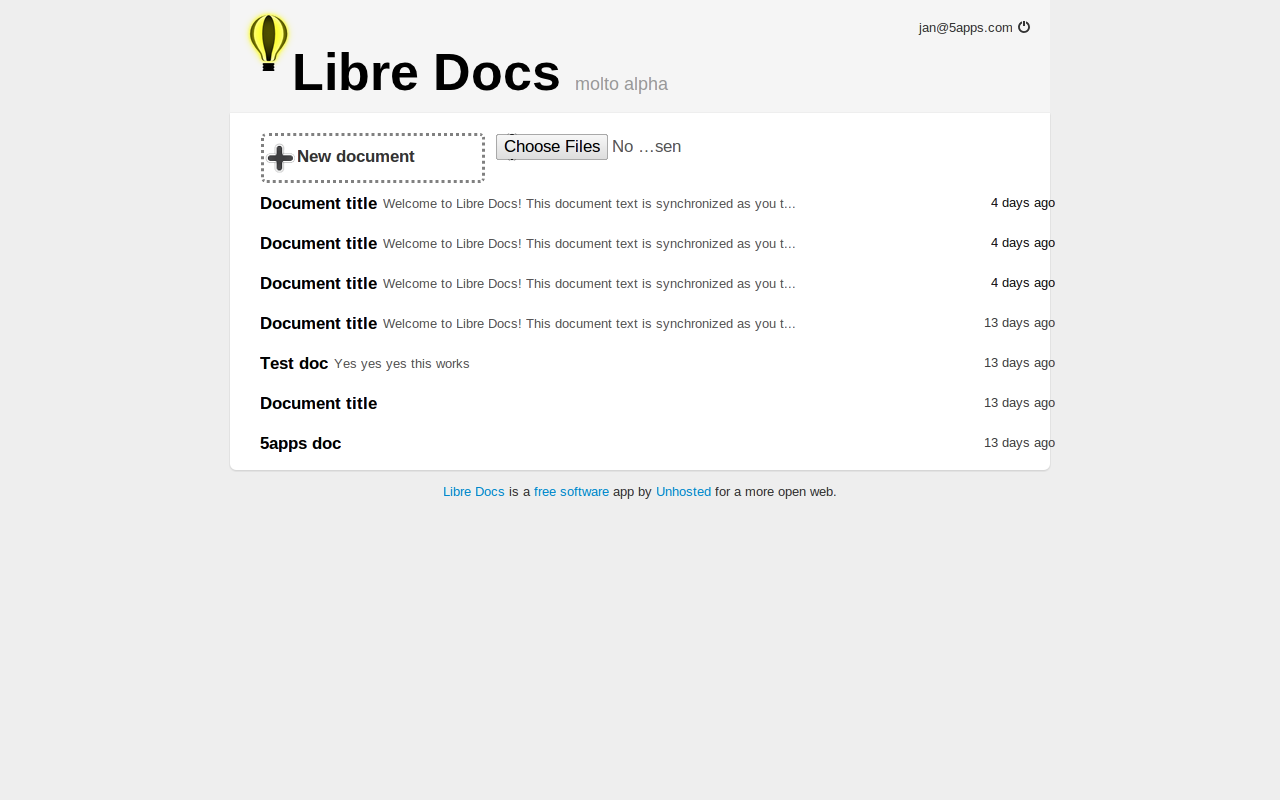 jan@5apps.com
Libre Docs molto alpha
New document Choose Files No …sen
Document title Welcome to Libre Docs! This document text is synchronized as you t... 4 days ago
Document title Welcome to Libre Docs! This document text is synchronized as you t... 4 days ago
Document title Welcome to Libre Docs! This document text is synchronized as you t... 4 days ago
Document title Welcome to Libre Docs! This document text is synchronized as you t... 13 days ago
Test doc Yes yes yes this works 13 days ago
Document title 13 days ago
5apps doc 13 days ago
Libre Docs is a free software app by Unhosted for a more open web.